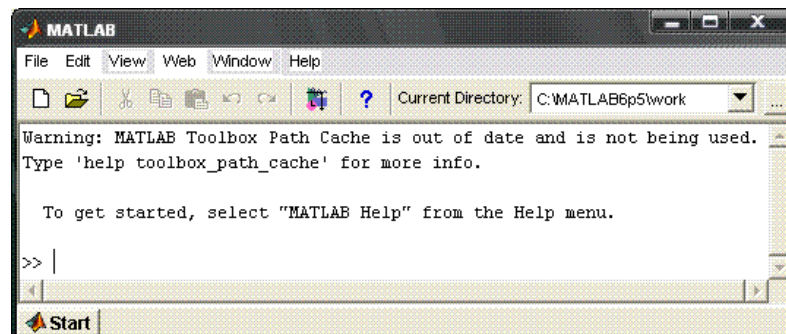 MATLAB
File Edit View Web Window Help
? Current Directory: C:\MATLAB6p5\work ...
Warning: MATLAB Toolbox Path Cache is out of date and is not being used.
Type 'help toolbox_path_cache' for more info.
To get started, select "MATLAB Help" from the Help menu.
>>
Start